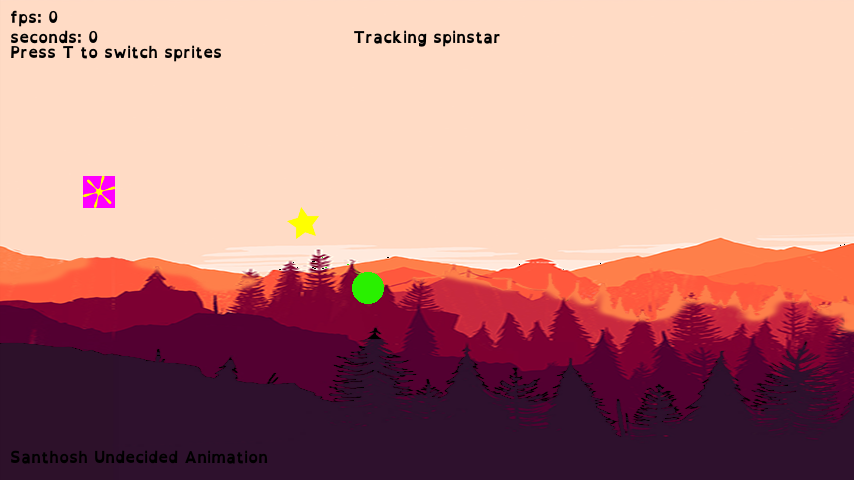 fps: 0
seconds: 0
Press T to switch sprites
Tracking spinstar
Santhosh Undecided Animation